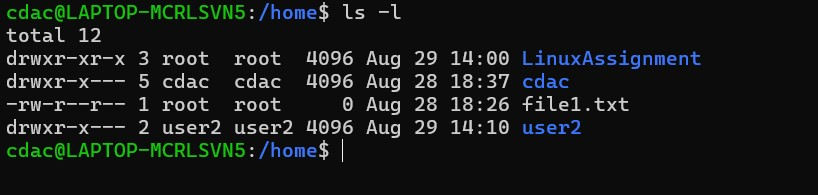 cdac@LAPTOP-MCRLSVN5:/home$ ls -l
total 12
drwxr-xr-x 3 root  root  4096 Aug 29 14:00 LinuxAssignment
drwxr-x--- 5 cdac  cdac  4096 Aug 28 18:37 cdac
-rw-r--r-- 1 root  root     0 Aug 28 18:26 file1.txt
drwxr-x--- 2 user2 user2 4096 Aug 29 14:10 user2
cdac@LAPTOP-MCRLSVN5:/home$